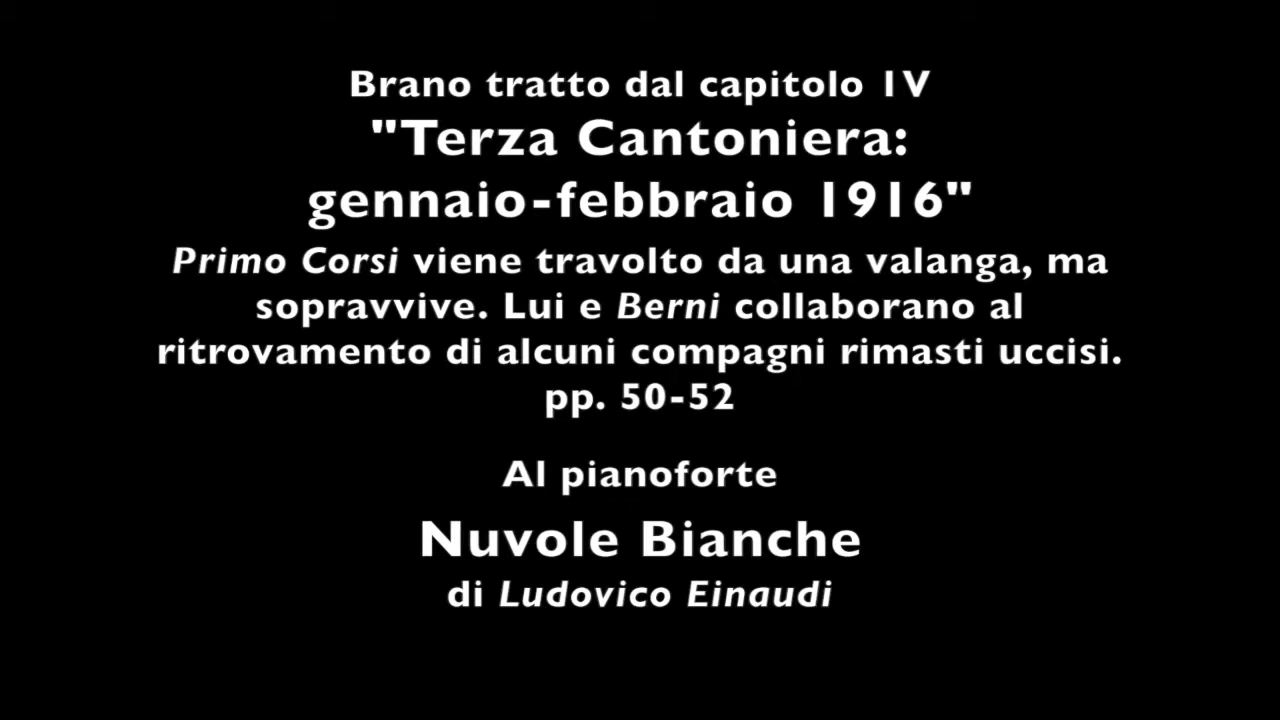 Brano tratto dal capitolo 1V
"Terza Cantoniera:
gennaio-febbraio 1916"
Primo Corsi viene travolto da una valanga, ma
sopravvive. Lui e Berni collaborano al
ritrovamento di alcuni compagni rimasti uccisi.
pp. 50-52
Al pianoforte
Nuvole Bianche
di Ludovico Einaudi